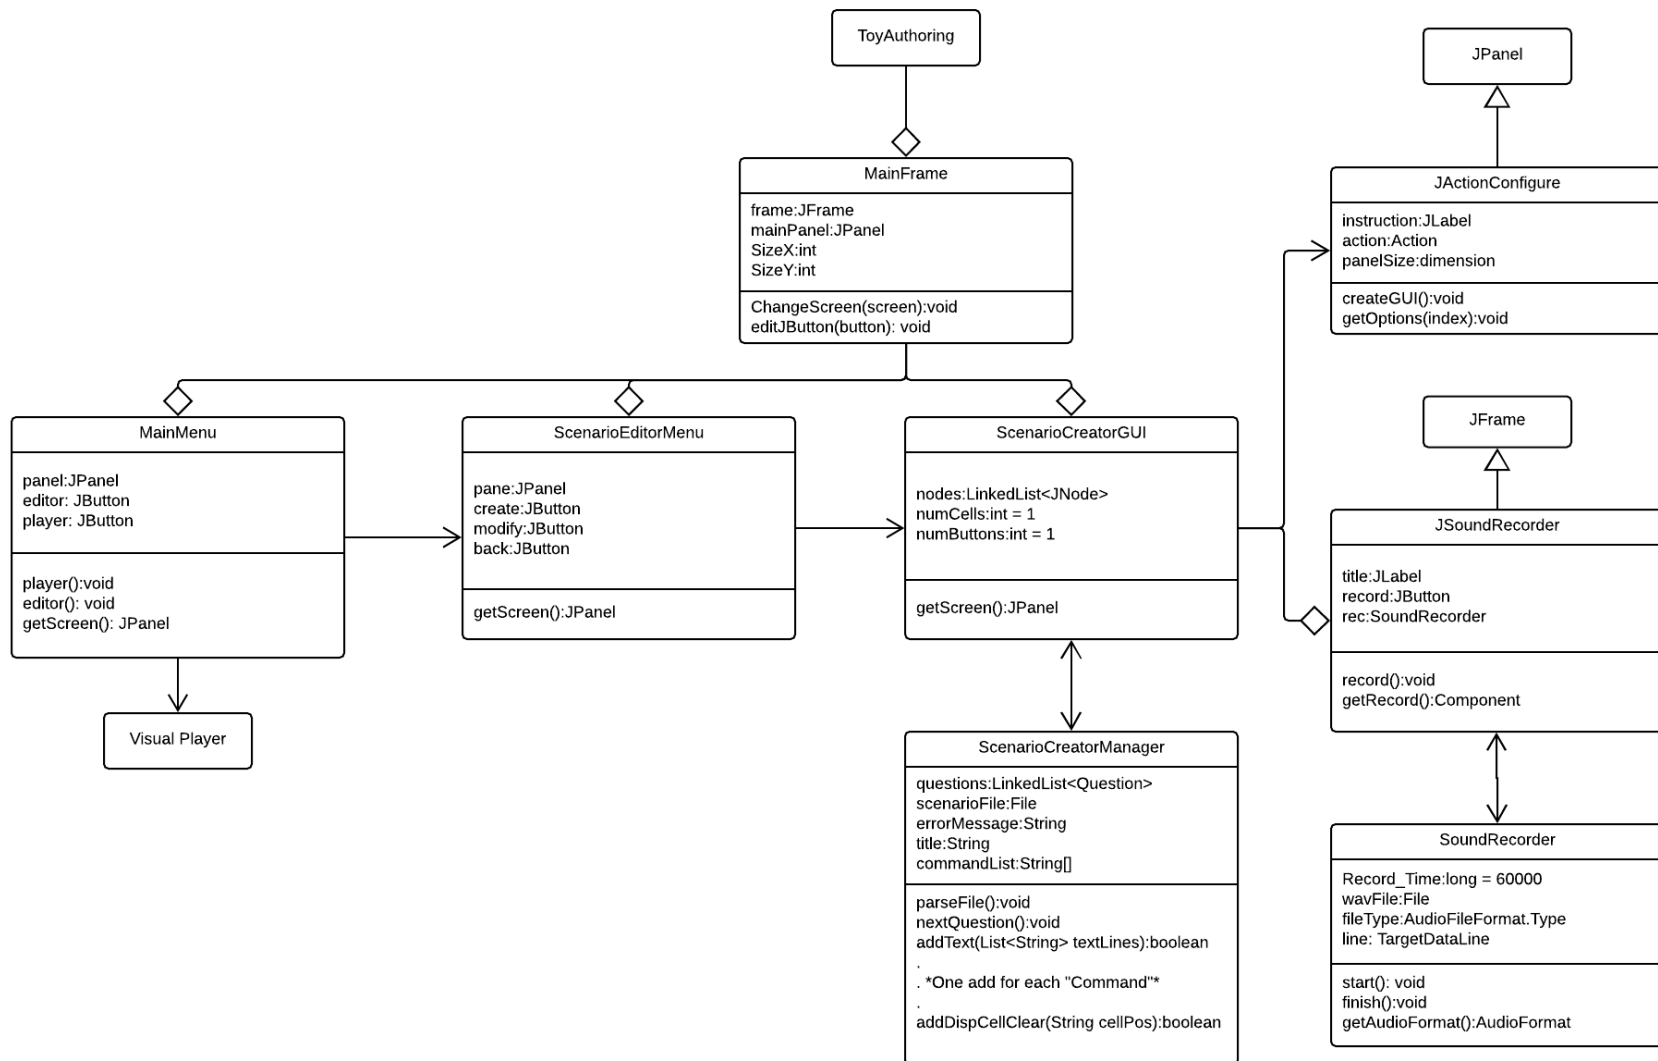 ToyAuthoring
JPanel
MainFrame
frame:JFrame
mainPanel:JPanel
SizeX:int
SizeY:int
ChangeScreen(screen):void
editJButton(button): void
JActionConfigure
instruction:JLabel
action:Action
panelSize:dimension
createGUI():void
getOptions(index):void
MainMenu
panel:JPanel
editor: JButton
player: JButton
player():void
editor(): void
getScreen(): JPanel
ScenarioEditorMenu
pane:JPanel
create:JButton
modify:JButton
back:JButton
getScreen():JPanel
ScenarioCreatorGUI
nodes:LinkedList<JNode>
numCells:int = 1
numButtons:int = 1
getScreen():JPanel
JFrame
JSoundRecorder
title:JLabel
record:JButton
rec:SoundRecorder
record():void
getRecord():Component
Visual Player
ScenarioCreatorManager
questions:LinkedList<Question>
scenarioFile:File
errorMessage:String
title:String
commandList:String[]
parseFile():void
nextQuestion():void
addText(List<String> textLines):boolean
.
. *One add for each "Command"*
.
addDispCellClear(String cellPos):boolean
SoundRecorder
Record_Time:long = 60000
wavFile:File
fileType:AudioFileFormat.Type
line: TargetDataLine
start(): void
finish():void
getAudioFormat():AudioFormat